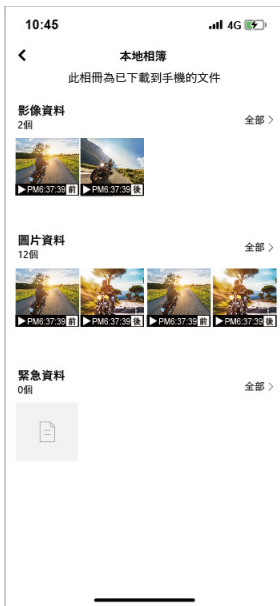 10:45 4G
本地相簿
此相冊為已下載到手機的文件
影像資料
2個
全部
PM6:37:39 前 PM6:37:39 後
圖片資料
12個
全部
PM6:37:39 前 PM6:37:39 後 PM6:37:39 前 PM6:37:39 後
緊急資料
0個
全部